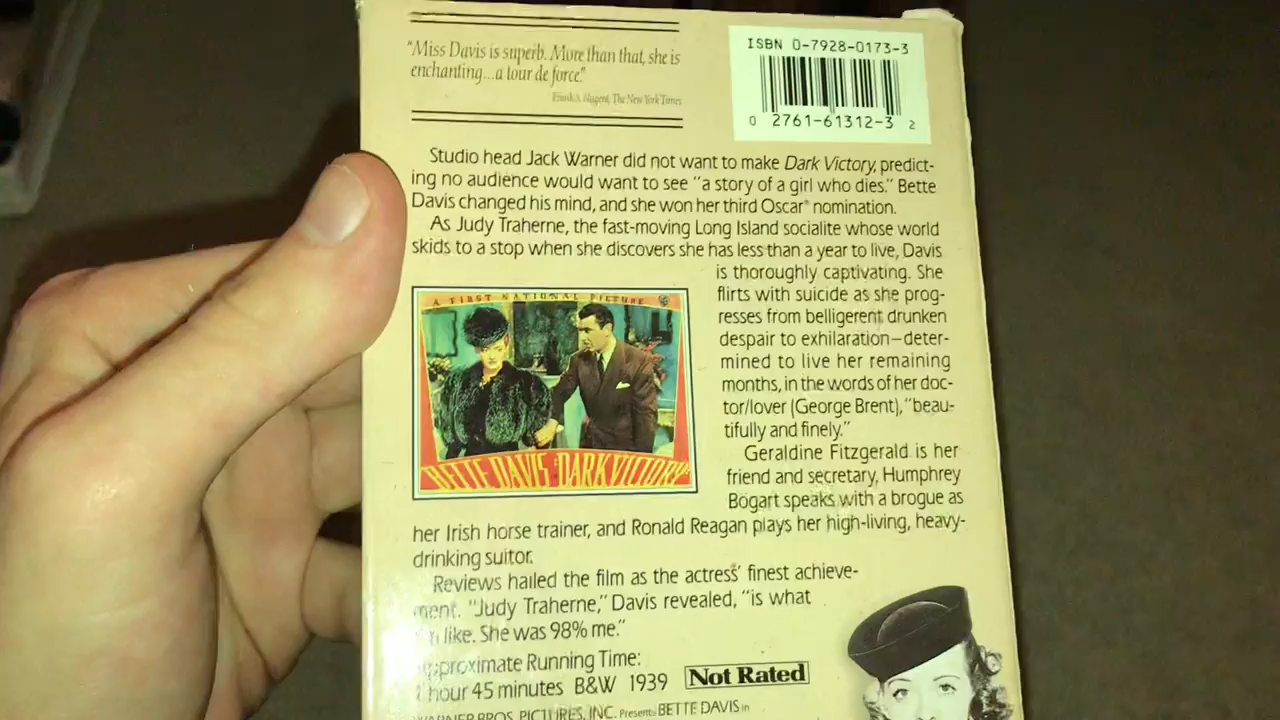 "Miss Davis is superb. More than that, she is
enchanting...a tour de force."
Frank S. Nugent, The New York Times
ISBN 0-7928-0173-3
0 2761-61312-3 2
Studio head Jack Warner did not want to make Dark Victory, predict-
ing no audience would want to see "a story of a girl who dies." Bette
Davis changed his mind, and she won her third Oscar® nomination.
As Judy Traherne, the fast-moving Long Island socialite whose world
skids to a stop when she discovers she has less than a year to live, Davis
is thoroughly captivating. She
flirts with suicide as she prog-
resses from belligerent drunken
despair to exhilaration–deter-
mined to live her remaining
months, in the words of her doc-
tor/lover (George Brent), "beau-
tifully and finely."
A FIRST NATIONAL PICTURE
BETTE DAVIS DARK VICTORY
Geraldine Fitzgerald is her
friend and secretary, Humphrey
Bogart speaks with a brogue as
her Irish horse trainer, and Ronald Reagan plays her high-living, heavy-
drinking suitor.
Reviews hailed the film as the actress' finest achieve-
ment. "Judy Traherne," Davis revealed, "is what
I'm like. She was 98% me."
Approximate Running Time:
1 hour 45 minutes B&W 1939
Not Rated
WARNER BROS. PICTURES, INC. Presents BETTE DAVIS in